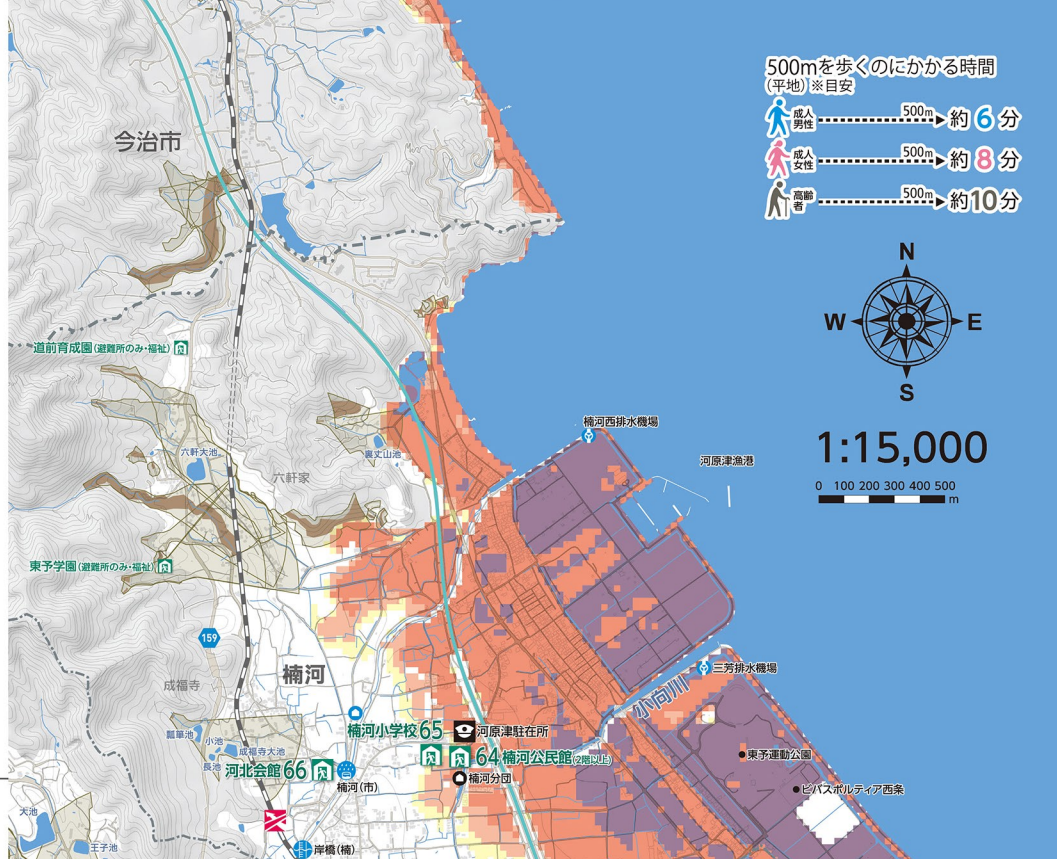 500mを歩くのにかかる時間
(平地)※目安
成人男性 500m 約6分
成人女性 500m 約8分
高齢者 500m 約10分
今治市
N
W E
S
道前育成園(避難所のみ・福祉)
楠河西排水機場
1:15,000
河原津漁港
六軒大池
裏丈山池
六軒家
0 100 200 300 400 500
m
東予学園(避難所のみ・福祉)
159
楠河
三芳排水機場
成福寺
小向川
瓢箪池
小池
楠河小学校65
河原津駐在所
成福寺大池
64楠河公民館(2階以上)
東予運動公園
長池
河北会館66
楠河分団
楠河(市)
ビバスポルティア西条
大池
王子池
岸橋(楠)